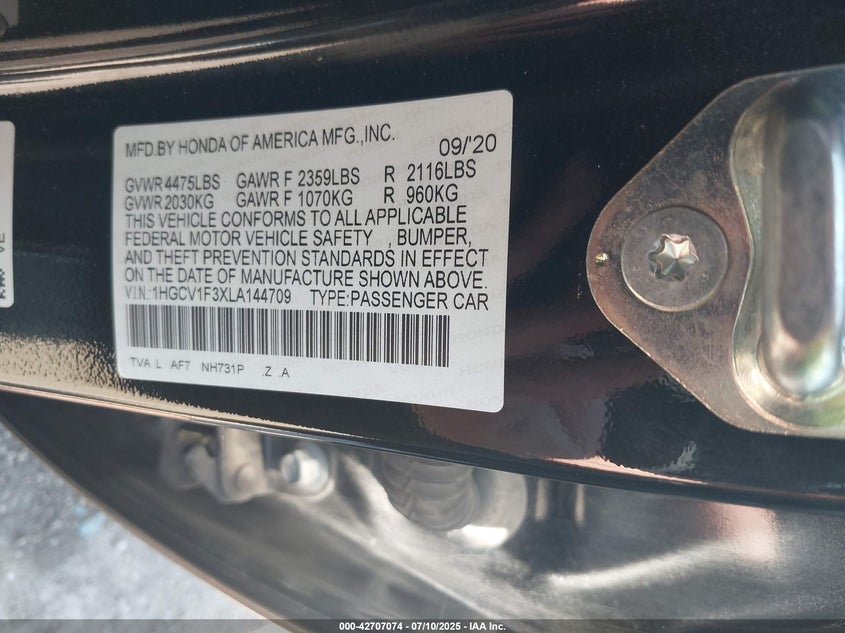 MFD.BY HONDA OF AMERICA MFG.,INC. 09/'20
GVWR 4475LBS GAWR F 2359LBS R 2116LBS
GVWR 2030KG GAWR F 1070KG R 960KG
THIS VEHICLE CONFORMS TO ALL APPLICABLE
FEDERAL MOTOR VEHICLE SAFETY , BUMPER,
AND THEFT PREVENTION STANDARDS IN EFFECT
ON THE DATE OF MANUFACTURE SHOWN ABOVE.
V.I.N.:1HGCV1F3XLA144709 TYPE:PASSENGER CAR
TVA L AF7 NH731P .Z .A
000-42707074 - 07/10/2025 - IAA Inc.